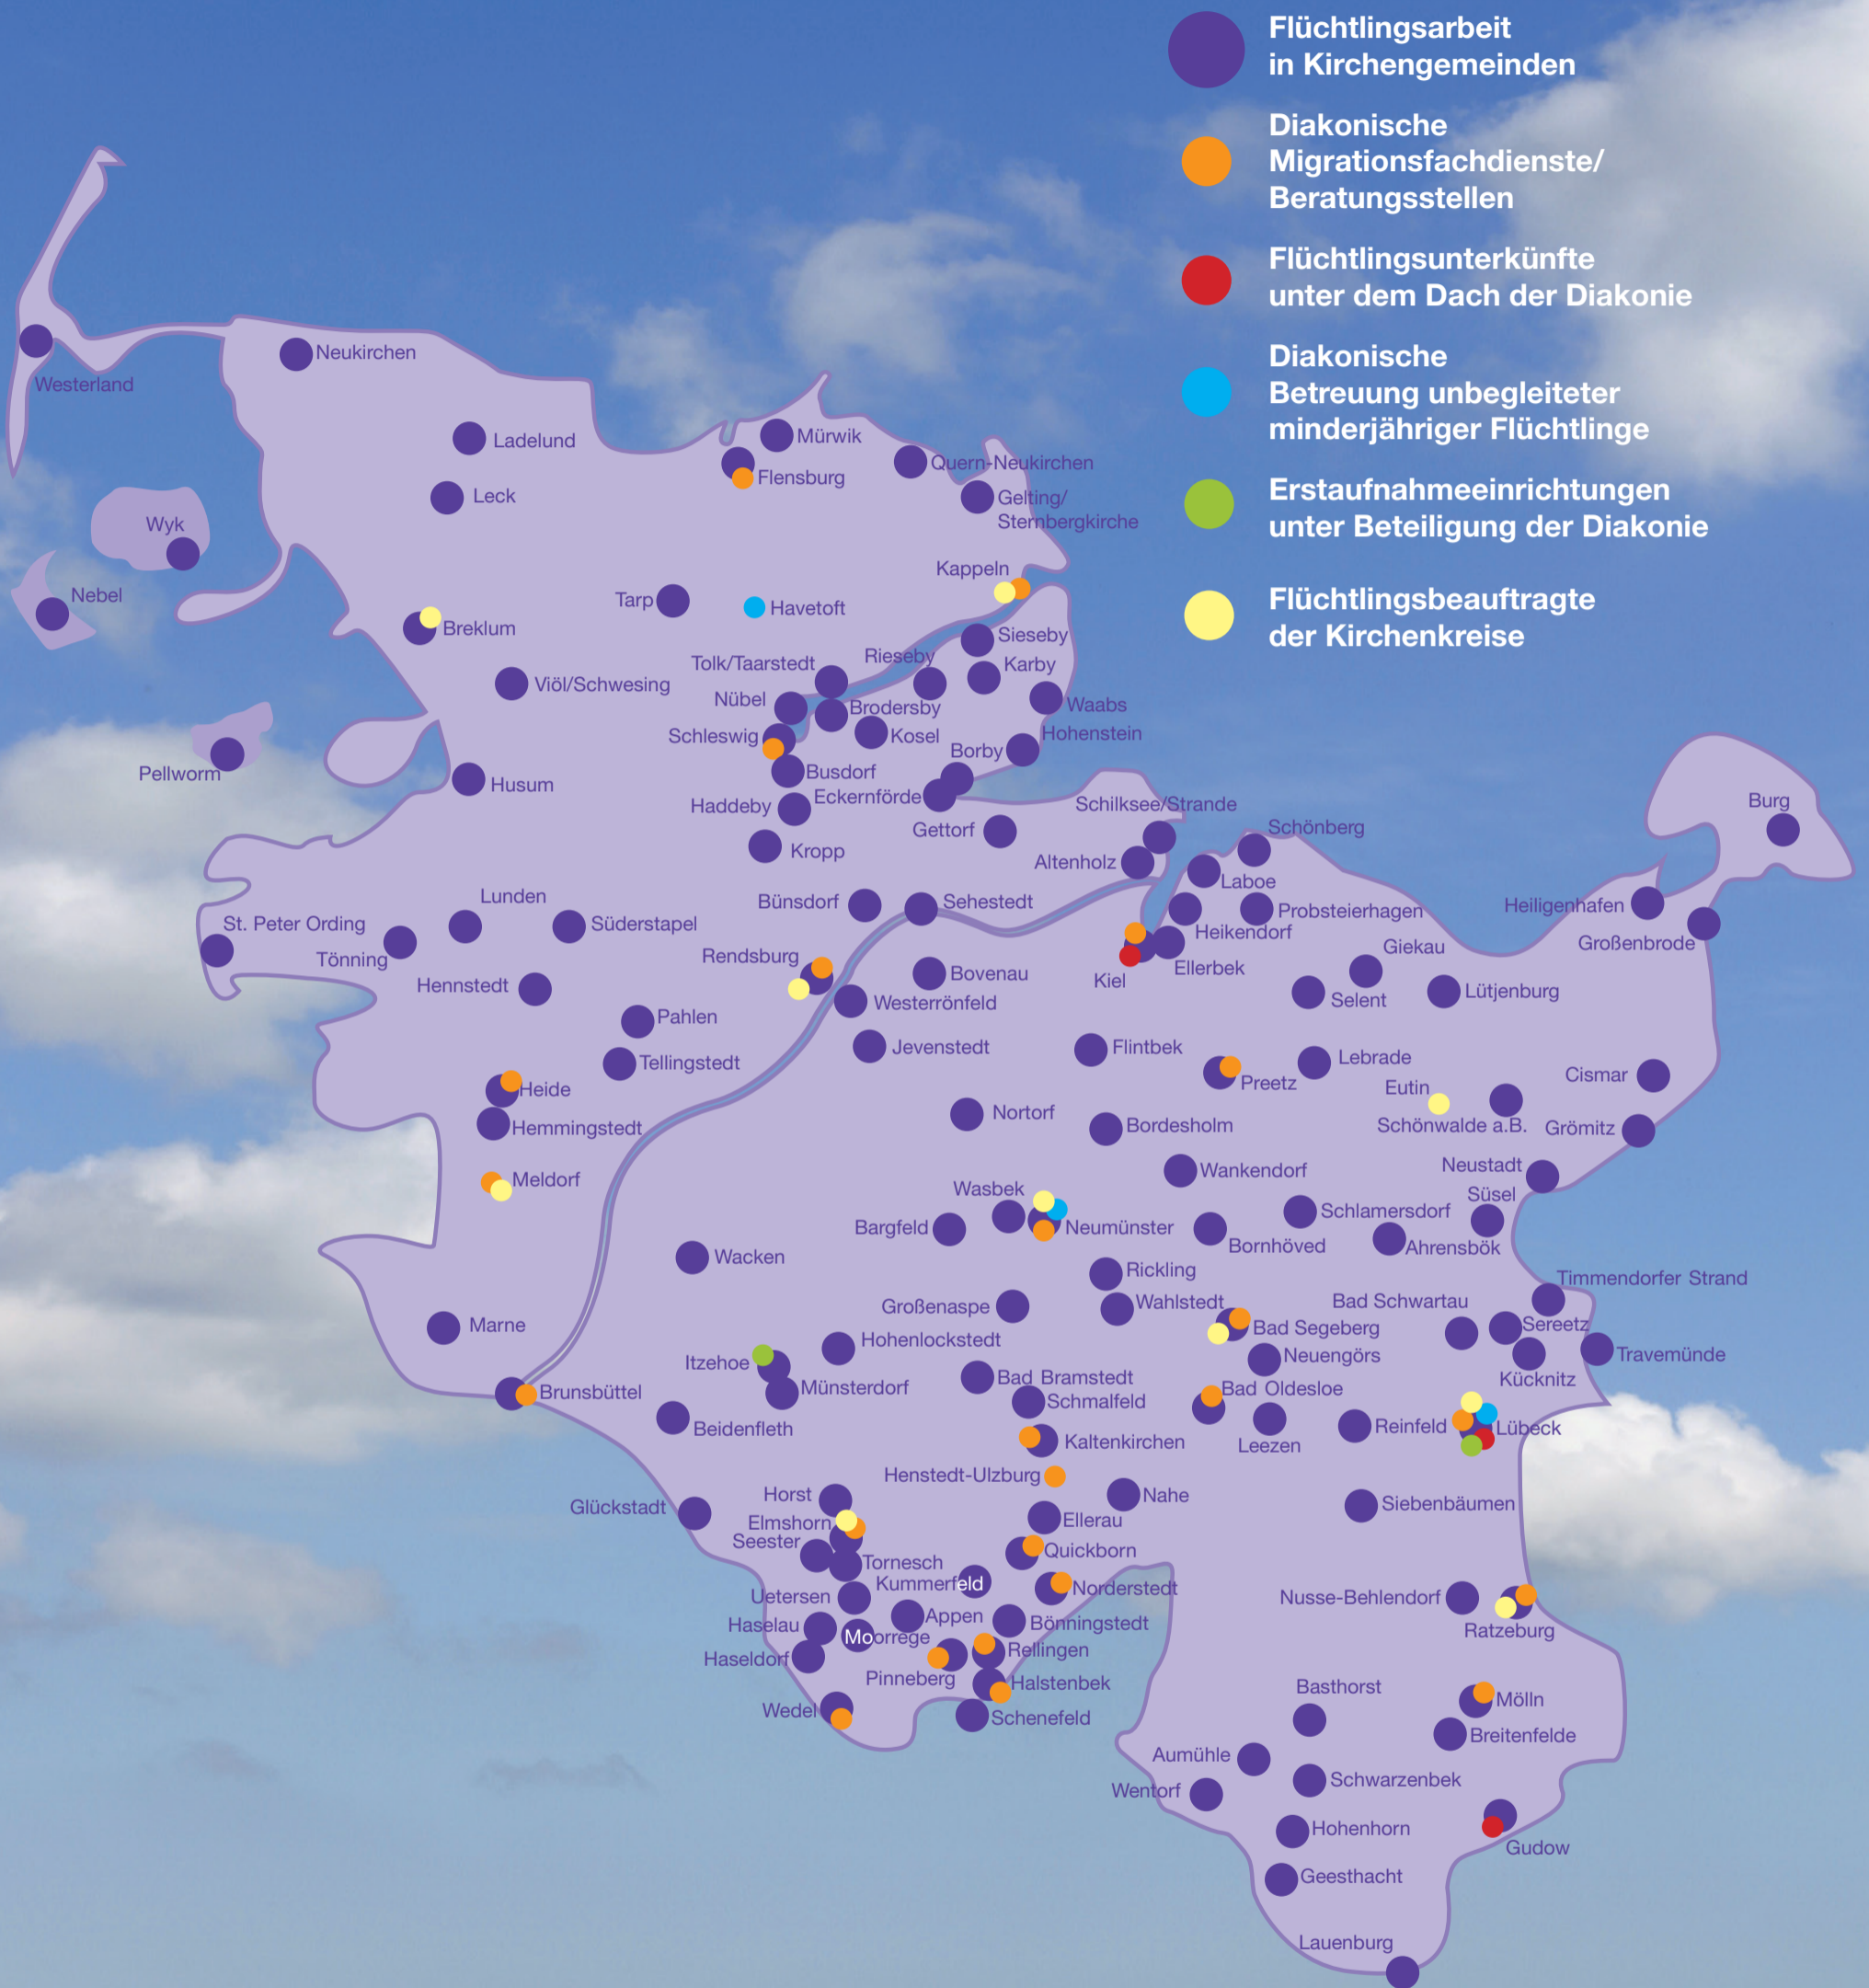 Flüchtlingsarbeit
in Kirchengemeinden
Diakonische
Migrationsfachdienste/
Beratungsstellen
Flüchtlingsunterkünfte
unter dem Dach der Diakonie
Diakonische
Betreuung unbegleiteter
minderjähriger Flüchtlinge
Erstaufnahmeeinrichtungen
unter Beteiligung der Diakonie
Flüchtlingsbeauftragte
der Kirchenkreise
Westerland
Neukirchen
Ladelund
Leck
Mürwik
Flensburg
Quern-Neukirchen
Gelting/
Sternbergkirche
Wyk
Nebel
Kappeln
Tarp
Havetoft
Breklum
Sieseby
Rieseby
Karby
Tolk/Taarstedt
Viöl/Schwesing
Nübel
Brodersby
Waabs
Schleswig
Kosel
Hohenstein
Borby
Pellworm
Husum
Busdorf
Eckernförde
Haddeby
Schilksee/Strande
Burg
Gettorf
Schönberg
Kropp
Altenholz
Laboe
Lunden
Bünsdorf
Sehestedt
Probsteierhagen
Heiligenhafen
St. Peter Ording
Süderstapel
Heikendorf
Großenbrode
Tönning
Rendsburg
Giekau
Ellerbek
Kiel
Hennstedt
Bovenau
Selent
Lütjenburg
Westerrönfeld
Pahlen
Jevenstedt
Flintbek
Lebrade
Tellingstedt
Cismar
Preetz
Eutin
Heide
Nortorf
Bordesholm
Schönwalde a.B.
Grömitz
Hemmingstedt
Neustadt
Wankendorf
Meldorf
Wasbek
Süsel
Schlamersdorf
Bargfeld
Neumünster
Bornhöved
Ahrensbök
Wacken
Rickling
Timmendorfer Strand
Großenaspe
Wahlstedt
Bad Schwartau
Marne
Bad Segeberg
Sereetz
Hohenlockstedt
Travemünde
Itzehoe
Neuengörs
Bad Bramstedt
Kücknitz
Münsterdorf
Bad Oldesloe
Brunsbüttel
Schmalfeld
Beidenfleth
Reinfeld
Lübeck
Kaltenkirchen
Leezen
Henstedt-Ulzburg
Horst
Nahe
Glückstadt
Siebenbäumen
Elmshorn
Ellerau
Seester
Quickborn
Tornesch
Kummerfeld
Norderstedt
Uetersen
Nusse-Behlendorf
Appen
Haselau
Bönningstedt
Moorrege
Ratzeburg
Rellingen
Haseldorf
Pinneberg
Halstenbek
Basthorst
Wedel
Mölln
Schenefeld
Breitenfelde
Aumühle
Schwarzenbek
Wentorf
Hohenhorn
Gudow
Geesthacht
Lauenburg